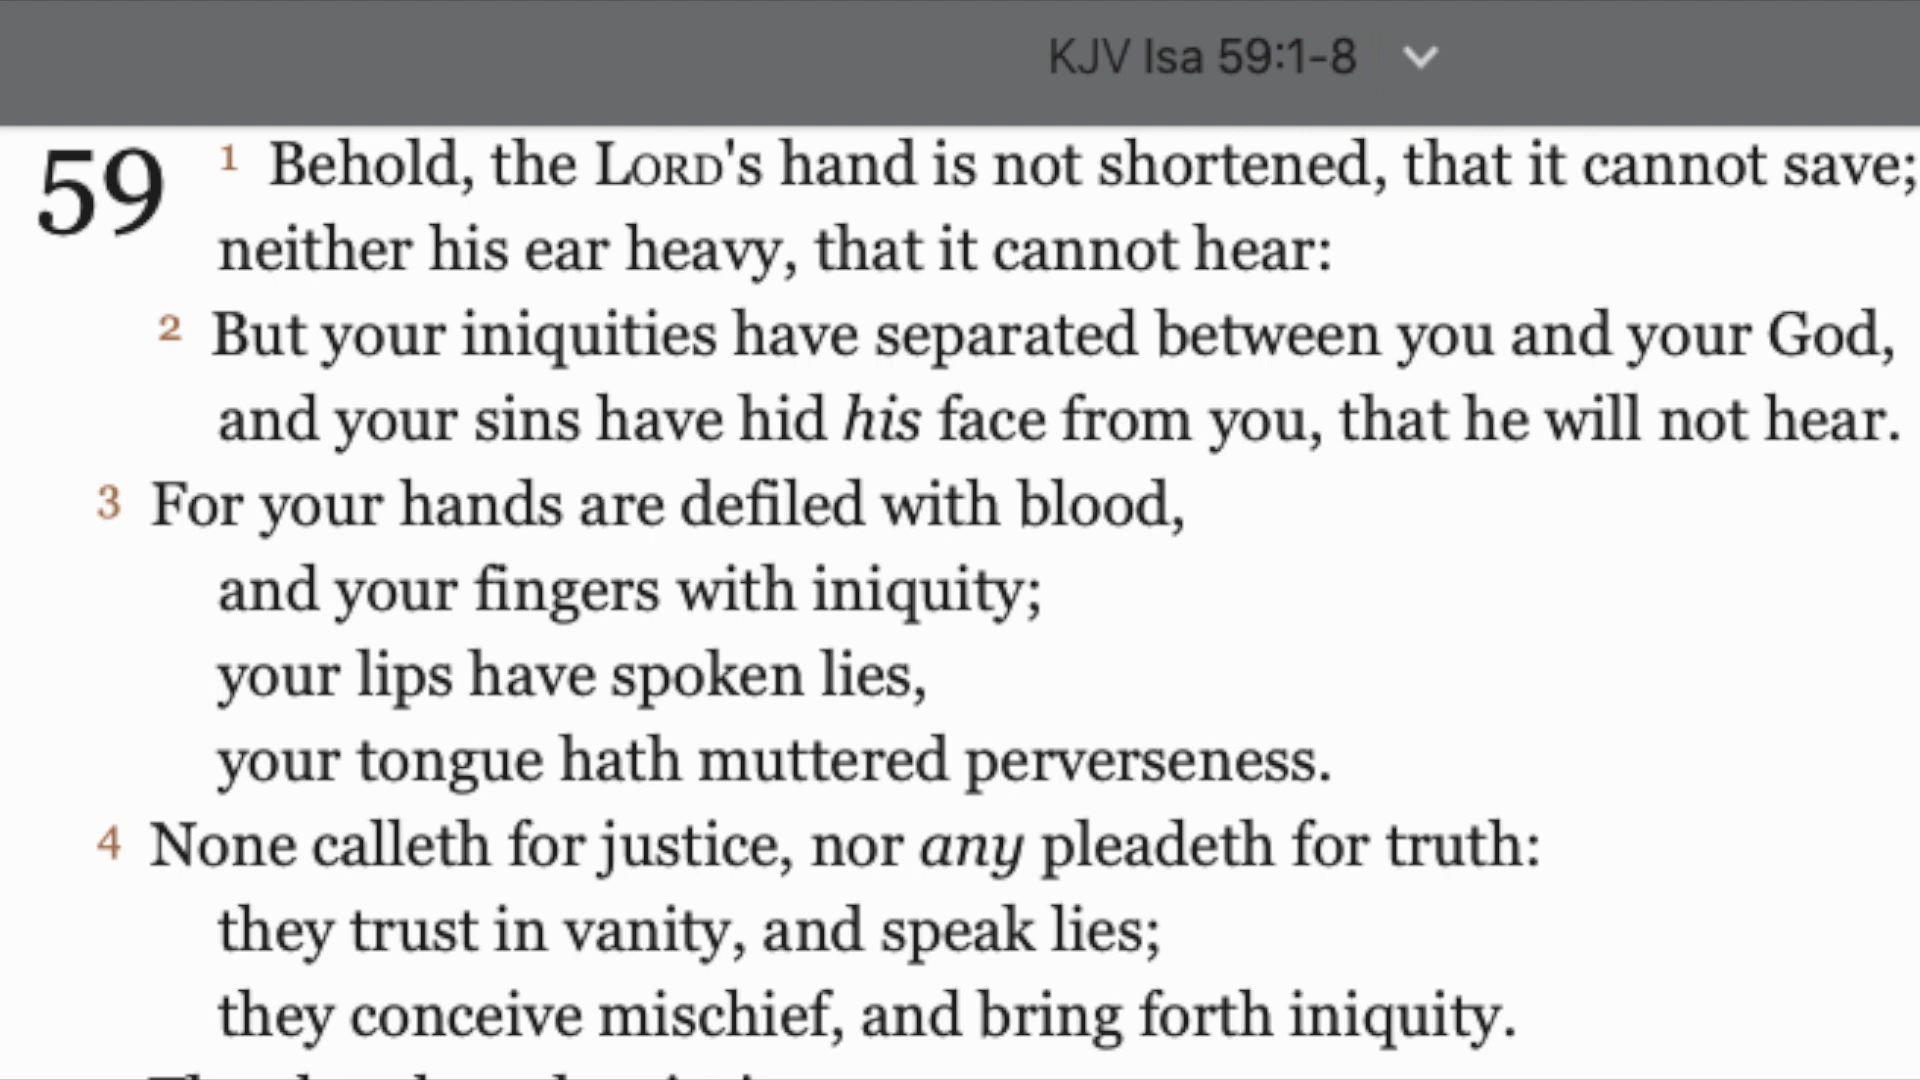 KJV Isa 59:1-8
59 1 Behold, the LORD's hand is not shortened, that it cannot save;
neither his ear heavy, that it cannot hear:
2 But your iniquities have separated between you and your God,
and your sins have hid his face from you, that he will not hear.
3 For your hands are defiled with blood,
and your fingers with iniquity;
your lips have spoken lies,
your tongue hath muttered perverseness.
4 None calleth for justice, nor any pleadeth for truth:
they trust in vanity, and speak lies;
they conceive mischief, and bring forth iniquity.